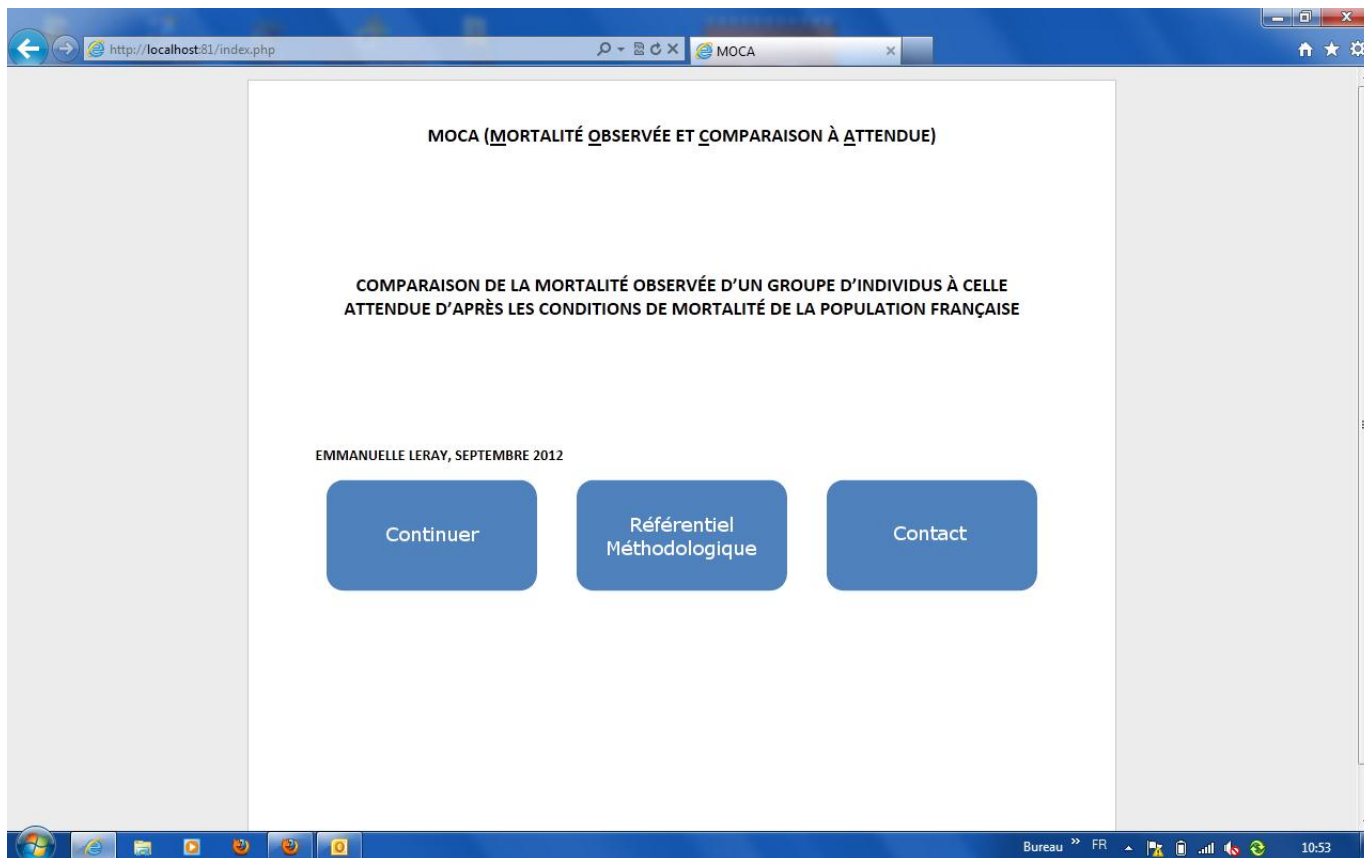 http://localhost:81/index.php
MOCA
MOCA (MORTALITÉ OBSERVÉE ET COMPARAISON À ATTENDUE)
COMPARAISON DE LA MORTALITÉ OBSERVÉE D’UN GROUPE D’INDIVIDUS À CELLE
ATTENDUE D’APRÈS LES CONDITIONS DE MORTALITÉ DE LA POPULATION FRANÇAISE
EMMANUELLE LERAY, SEPTEMBRE 2012
Continuer
Référentiel
Méthodologique
Contact
Bureau » FR 10:53